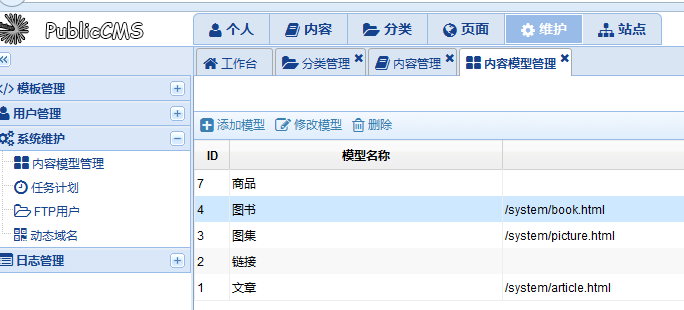 PublicCMS
个人 内容 分类 页面 维护 站点
工作台 分类管理 内容管理 内容模型管理
模板管理
用户管理
系统维护
内容模型管理
任务计划
FTP用户
动态域名
日志管理
添加模型 修改模型 删除
ID 模型名称
7 商品
4 图书 /system/book.html
3 图集 /system/picture.html
2 链接
1 文章 /system/article.html